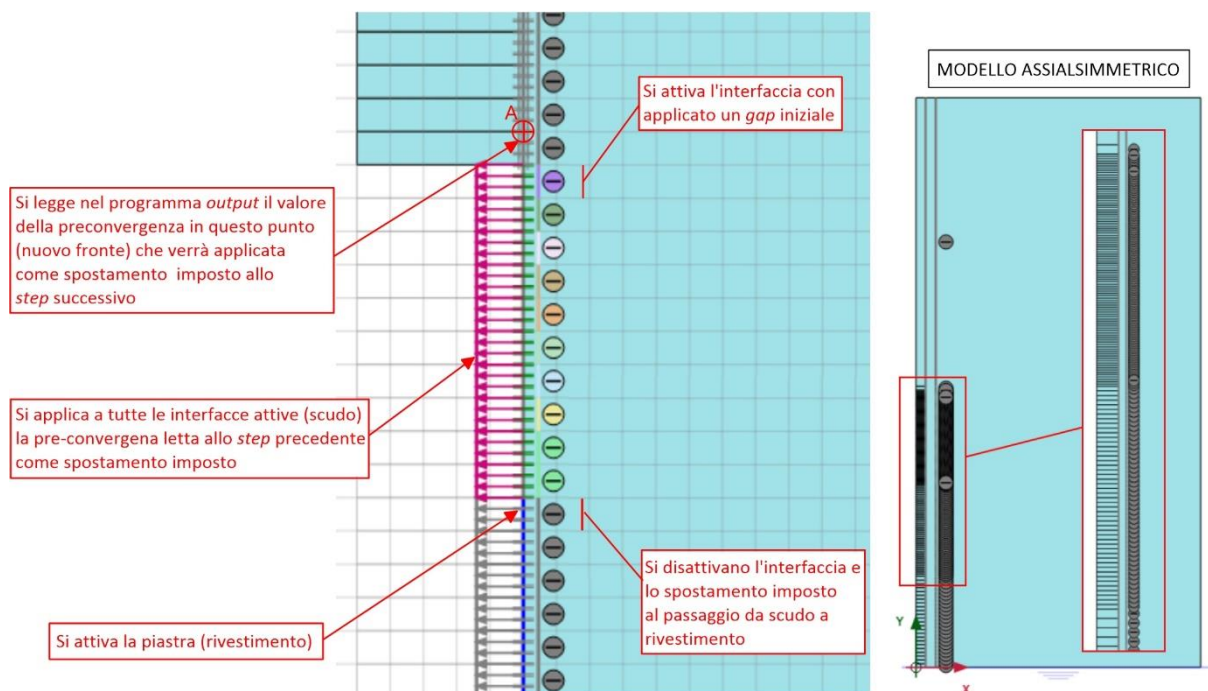 Si attiva l'interfaccia con
applicato un gap iniziale
MODELLO ASSIALSIMMETRICO
A
Si legge nel programma output il valore
della preconvergenza in questo punto
(nuovo fronte) che verrà applicata
come spostamento imposto allo
step successivo
Si applica a tutte le interfacce attive (scudo)
la pre-convergena letta allo step precedente
come spostamento imposto
Si disattivano l'interfaccia e
lo spostamento imposto
al passaggio da scudo a
rivestimento
Si attiva la piastra (rivestimento)
Y
X